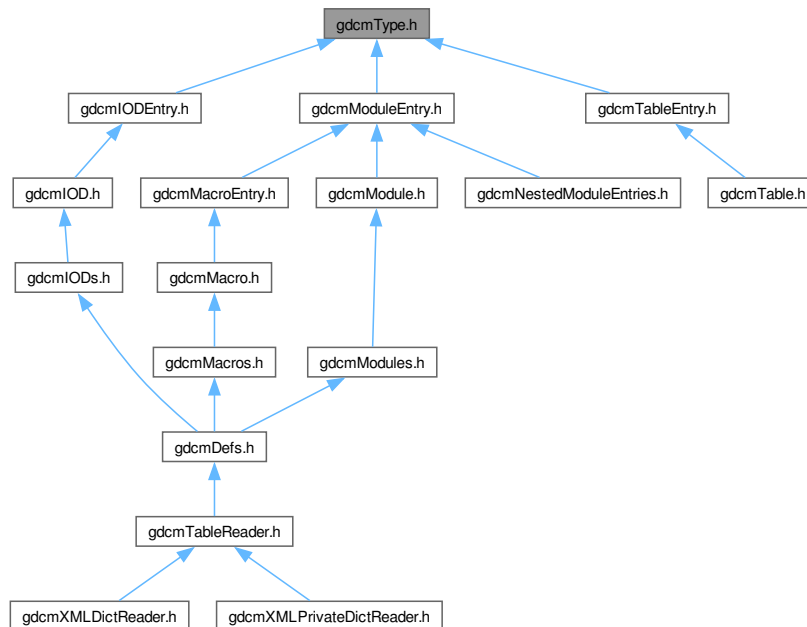 gdcmType.h
gdcmIODEntry.h
gdcmModuleEntry.h
gdcmTableEntry.h
gdcmIOD.h
gdcmMacroEntry.h
gdcmModule.h
gdcmNestedModuleEntries.h
gdcmTable.h
gdcmIODs.h
gdcmMacro.h
gdcmMacros.h
gdcmModules.h
gdcmDefs.h
gdcmTableReader.h
gdcmXMLDictReader.h
gdcmXMLPrivateDictReader.h